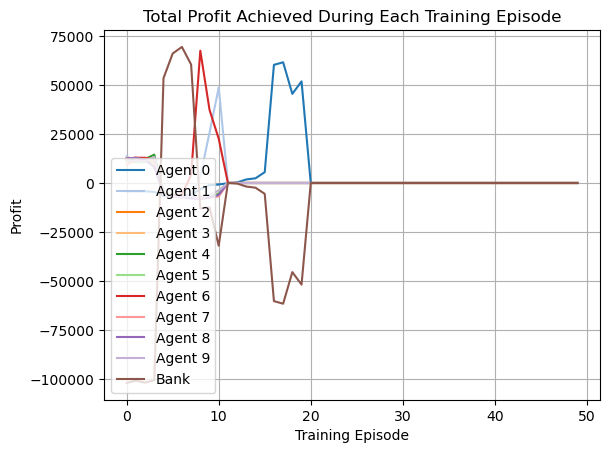 Total Profit Achieved During Each Training Episode
75000
50000
25000
0
−25000
−50000
−75000
−100000
Profit
Agent 0
Agent 1
Agent 2
Agent 3
Agent 4
Agent 5
Agent 6
Agent 7
Agent 8
Agent 9
Bank
0 10 20 30 40 50
Training Episode